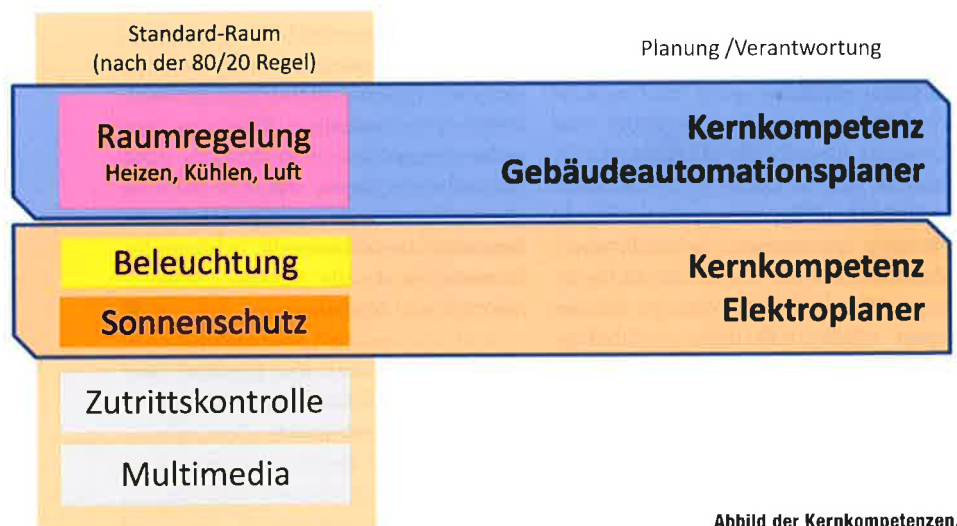 Standard-Raum
(nach der 80/20 Regel)
Planung /Verantwortung
Raumregelung
Heizen, Kühlen, Luft
Kernkompetenz
Gebäudeautomationsplaner
Beleuchtung
Sonnenschutz
Kernkompetenz
Elektroplaner
Zutrittskontrolle
Multimedia
Abbild der Kernkompetenzen.